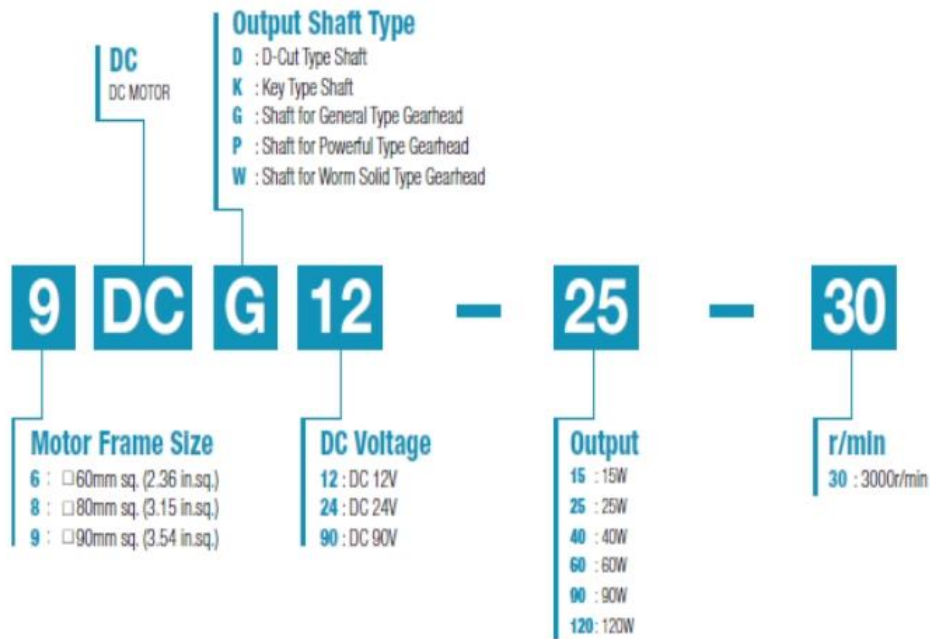 Output Shaft Type
D : D-Cut Type Shaft
K : Key Type Shaft
G : Shaft for General Type Gearhead
P : Shaft for Powerful Type Gearhead
W : Shaft for Worm Solid Type Gearhead
DC
DC MOTOR
9 DC G 12 – 25 – 30
Motor Frame Size
6 : □60mm sq. (2.36 in.sq.)
8 : □80mm sq. (3.15 in.sq.)
9 : □90mm sq. (3.54 in.sq.)
DC Voltage
12 : DC 12V
24 : DC 24V
90 : DC 90V
Output
15 : 15W
25 : 25W
40 : 40W
60 : 60W
90 : 90W
120 : 120W
r/min
30 : 3000r/min